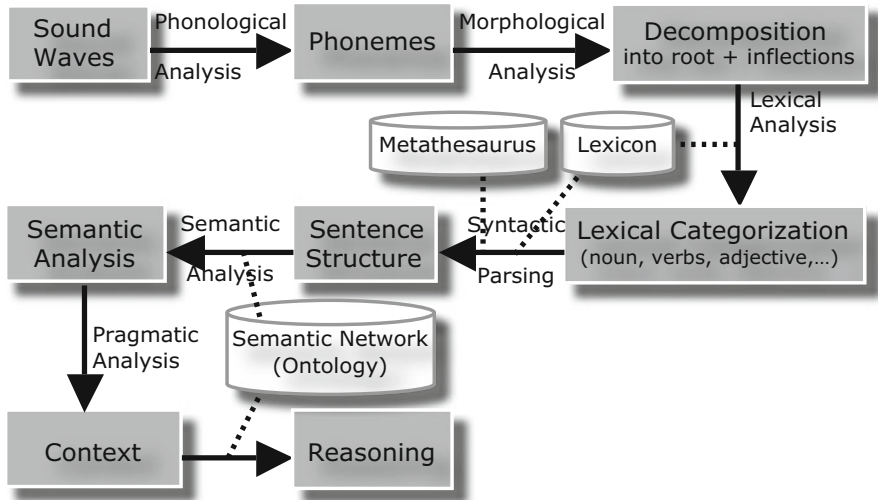 Sound
Waves
Phonological
Analysis
Phonemes
Morphological
Analysis
Decomposition
into root + inflections
Lexical
Analysis
Metathesaurus
Lexicon
Lexical Categorization
(noun, verbs, adjective,...)
Syntactic
Parsing
Sentence
Structure
Semantic
Analysis
Semantic
Analysis
Pragmatic
Analysis
Semantic Network
(Ontology)
Context
Reasoning